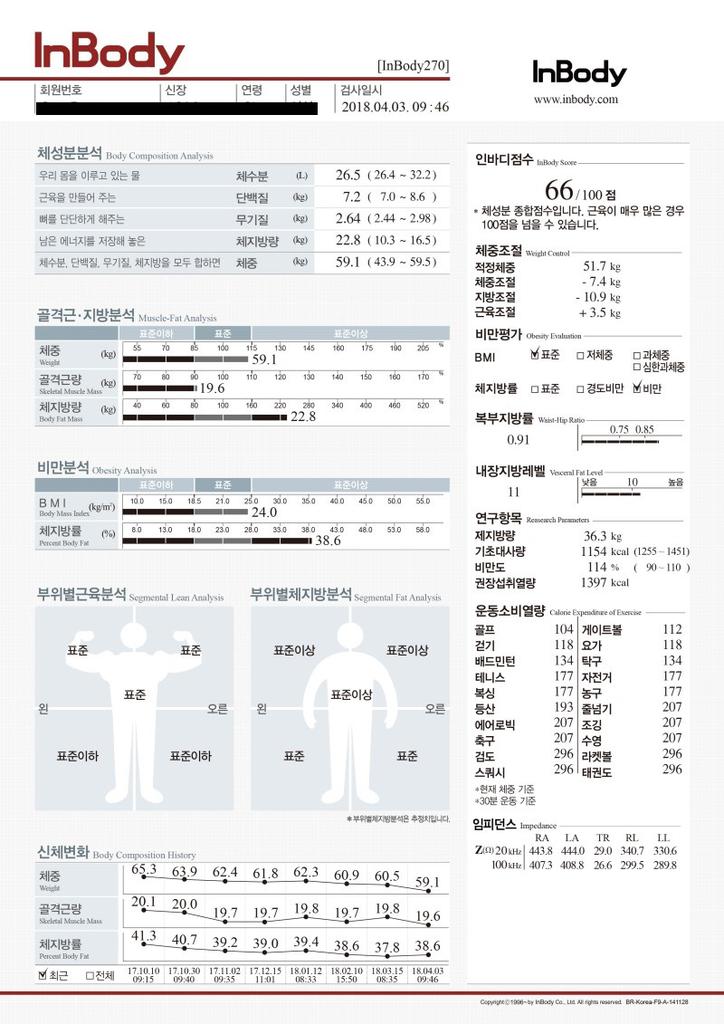 InBody
[InBody270]
InBody
www.inbody.com
회원번호 신장 연령 성별 검사일시
2018.04.03. 09:46
체성분분석 Body Composition Analysis
우리 몸을 이루고 있는 물 체수분 (L) 26.5 ( 26.4 ~ 32.2 )
근육을 만들어 주는 단백질 (kg) 7.2 ( 7.0 ~ 8.6 )
뼈를 단단하게 해주는 무기질 (kg) 2.64 ( 2.44 ~ 2.98 )
남은 에너지를 저장해 놓은 체지방량 (kg) 22.8 ( 10.3 ~ 16.5 )
체수분, 단백질, 무기질, 체지방을 모두 합하면 체중 (kg) 59.1 ( 43.9 ~ 59.5 )
골격근·지방분석 Muscle-Fat Analysis
표준이하 표준 표준이상
체중 (kg) 55 70 85 100 115 130 145 160 175 190 205 %
Weight 59.1
골격근량 (kg) 70 80 90 100 110 120 130 140 150 160 170 %
Skeletal Muscle Mass 19.6
체지방량 (kg) 40 60 80 100 160 220 280 340 400 460 520 %
Body Fat Mass 22.8
비만분석 Obesity Analysis
표준이하 표준 표준이상
BMI (kg/m²) 10.0 15.0 18.5 21.5 25.0 30.0 35.0 40.0 45.0 50.0 55.0
Body Mass Index 24.0
체지방률 (%) 8.0 13.0 18.0 23.0 28.0 33.0 38.0 43.0 48.0 53.0 58.0
Percent Body Fat 38.6
부위별근육분석 Segmental Lean Analysis
표준 표준
표준
왼 오른
표준이하 표준이하
부위별체지방분석 Segmental Fat Analysis
표준이상 표준이상
표준이상
왼 오른
표준 표준
* 부위별체지방분석은 추정치입니다.
신체변화 Body Composition History
체중 65.3 63.9 62.4 61.8 62.3 60.9 60.5 59.1
Weight
골격근량 20.1 20.0 19.7 19.7 19.8 19.7 19.8 19.6
Skeletal Muscle Mass
체지방률 41.3 40.7 39.2 39.0 39.4 38.6 37.8 38.6
Percent Body Fat
최근 전체 17.10.10 17.10.30 17.11.02 17.12.15 18.01.12 18.02.10 18.03.15 18.04.03
09:15 09:40 09:35 11:01 08:33 15:50 08:35 09:46
인바디점수 InBody Score
66/100 점
* 체성분 종합점수입니다. 근육이 매우 많은 경우
100점을 넘을 수 있습니다.
체중조절 Weight Control
적정체중 51.7 kg
체중조절 - 7.4 kg
지방조절 - 10.9 kg
근육조절 + 3.5 kg
비만평가 Obesity Evaluation
BMI 표준 저체중 과체중
심한과체중
체지방률 표준 경도비만 비만
복부지방률 Waist-Hip Ratio
0.91 0.75 0.85
내장지방레벨 Vesceral Fat Level
11 낮음 10 높음
연구항목 Reasearch Parameters
제지방량 36.3 kg
기초대사량 1154 kcal (1255 ~ 1451)
비만도 114 % ( 90 ~ 110 )
권장섭취열량 1397 kcal
운동소비열량 Calorie Expenditure of Exercise
골프 104 게이트볼 112
걷기 118 요가 118
배드민턴 134 탁구 134
테니스 177 자전거 177
복싱 177 농구 177
등산 193 줄넘기 207
에어로빅 207 조깅 207
축구 207 수영 207
검도 296 라켓볼 296
스쿼시 296 태권도 296
*현재 체중 기준
*30분 운동 기준
임피던스 Impedance
RA LA TR RL LL
Z(Ω) 20 kHz 443.8 444.0 29.0 340.7 330.6
100 kHz 407.3 408.8 26.6 299.5 289.8
Copyright ⓒ1996~ by InBody Co., Ltd. All rights reserved. BR-Korea-F9-A-141128